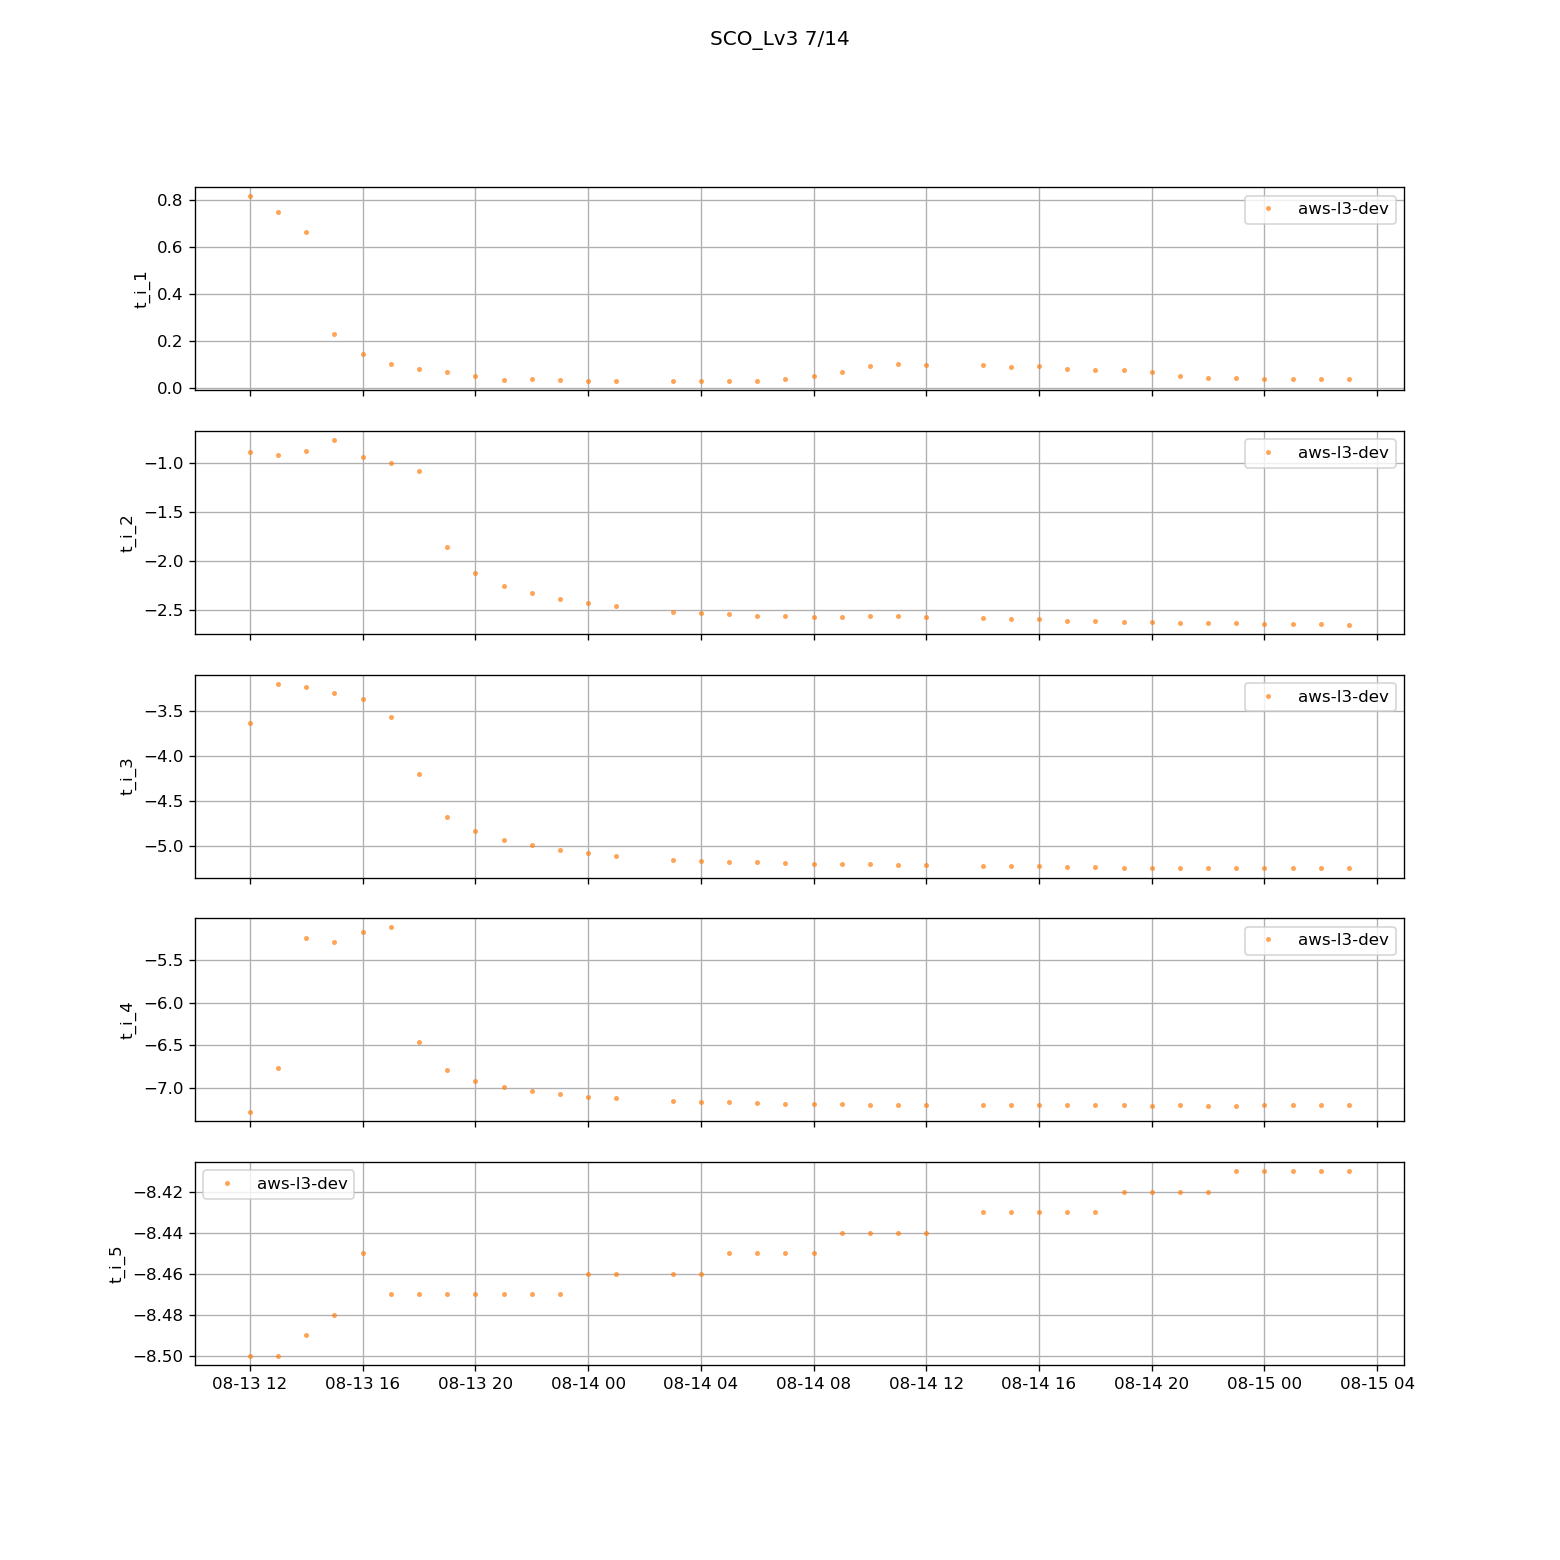 SCO_Lv3 7/14
0.8
0.6
0.4
0.2
0.0
t_i_1
aws-l3-dev
−1.0
−1.5
−2.0
−2.5
t_i_2
aws-l3-dev
−3.5
−4.0
−4.5
−5.0
t_i_3
aws-l3-dev
−5.5
−6.0
−6.5
−7.0
t_i_4
aws-l3-dev
−8.42
−8.44
−8.46
−8.48
−8.50
t_i_5
aws-l3-dev
08-13 12 08-13 16 08-13 20 08-14 00 08-14 04 08-14 08 08-14 12 08-14 16 08-14 20 08-15 00 08-15 04